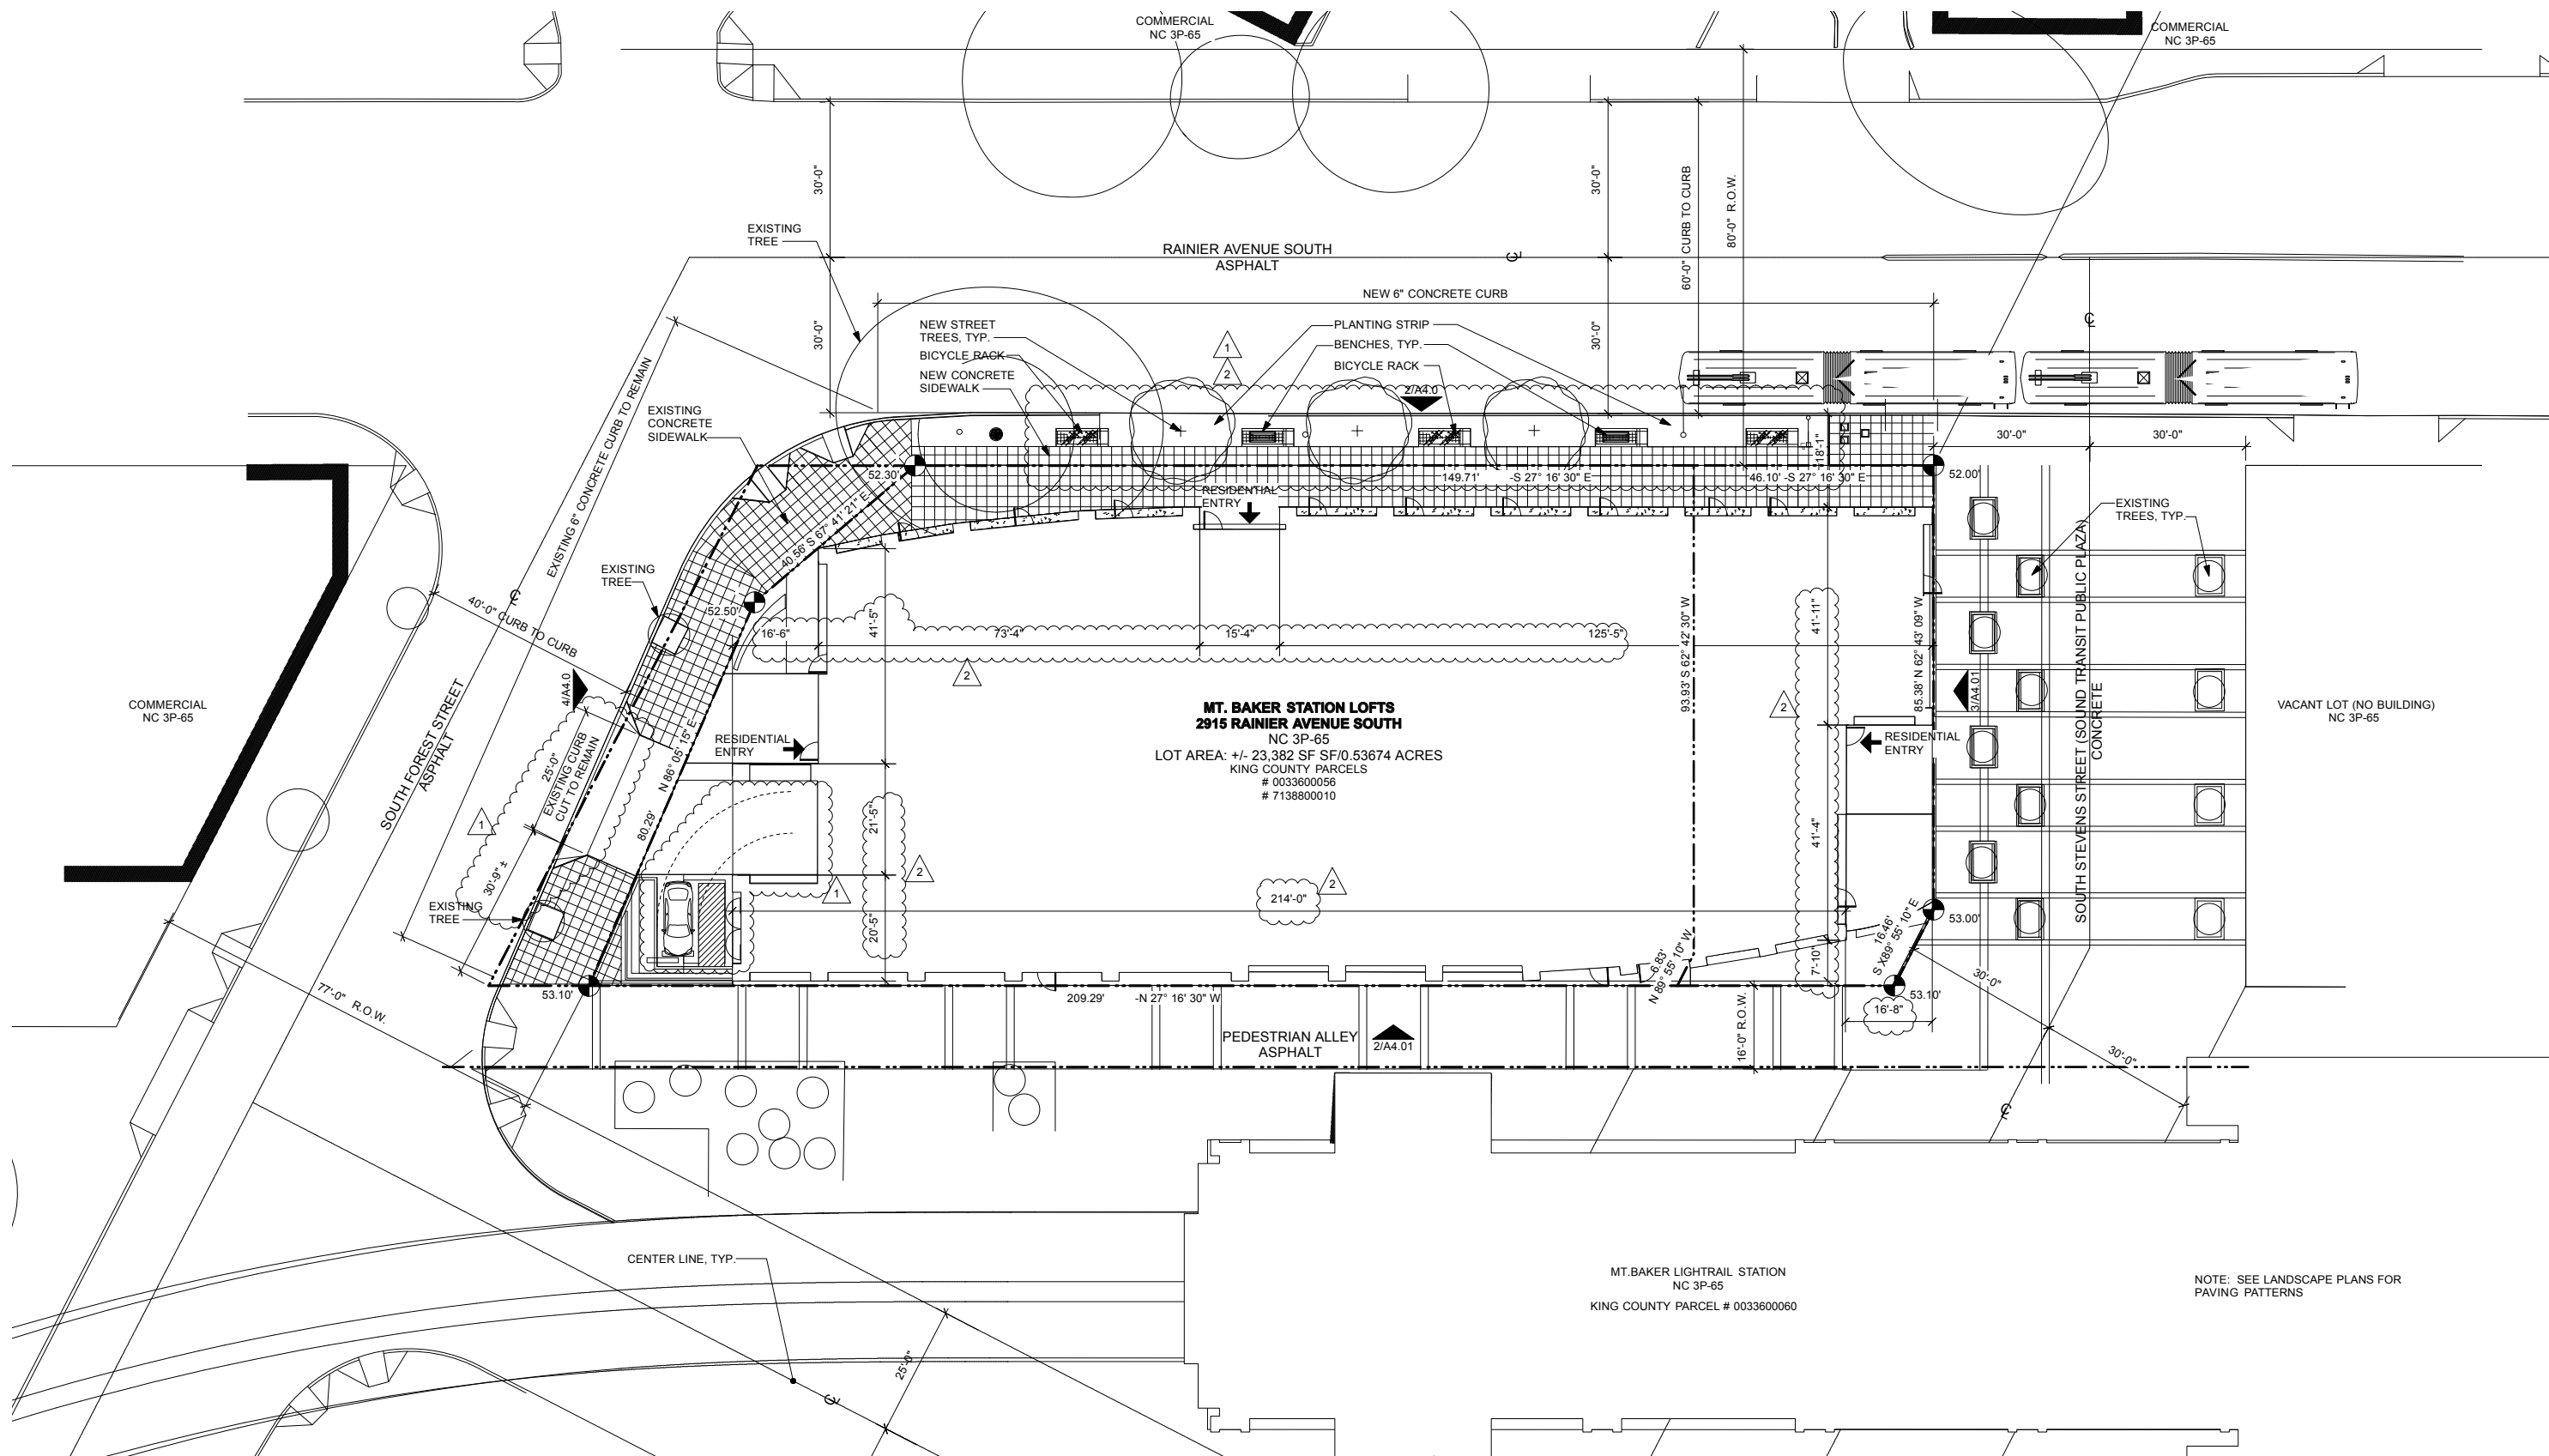 COMMERCIAL
NC 3P-65
COMMERCIAL
NC 3P-65
30'-0"
30'-0"
60'-0" CURB TO CURB
80'-0" R.O.W.
EXISTING
TREE
RAINIER AVENUE SOUTH
ASPHALT
NEW 6" CONCRETE CURB
30'-0"
30'-0"
NEW STREET
TREES, TYP.
BICYCLE RACK
NEW CONCRETE
SIDEWALK
PLANTING STRIP
BENCHES, TYP.
BICYCLE RACK
1
2
2/A4.0
EXISTING 6" CONCRETE CURB TO REMAIN
EXISTING
CONCRETE
SIDEWALK
18'-1"
30'-0"
30'-0"
52.30'
149.71'
-S 27° 16' 30" E
46.10' -S 27° 16' 30" E
52.00'
RESIDENTIAL
ENTRY
EXISTING
TREES, TYP.
40.56' S 67° 41' 21" E
EXISTING
TREE
52.50'
40'-0" CURB TO CURB
16'-6"
41'-5"
73'-4"
15'-4"
125'-5"
93.93' S 62° 42' 30" W
41'-11"
85.38' N 62° 43' 09" W
2
2
4/A4.0
3/A4.01
COMMERCIAL
NC 3P-65
MT. BAKER STATION LOFTS
2915 RAINIER AVENUE SOUTH
NC 3P-65
LOT AREA: +/- 23,382 SF SF/0.53674 ACRES
KING COUNTY PARCELS
# 0033600056
# 7138800010
VACANT LOT (NO BUILDING)
NC 3P-65
SOUTH STEVENS STREET (SOUND TRANSIT PUBLIC PLAZA)
CONCRETE
SOUTH FOREST STREET
ASPHALT
RESIDENTIAL
ENTRY
RESIDENTIAL
ENTRY
25'-0"
EXISTING CURB
CUT TO REMAIN
N 86° 05' 15" E
80.29'
1
21'-5"
41'-4"
30'-9" ±
2
1
2
214'-0"
EXISTING
TREE
20'-5"
53.00'
16.46'
S X89° 55' 10" E
6.83'
N 89° 55' 10" W
7'-10"
30'-0"
53.10'
209.29'
-N 27° 16' 30" W
53.10'
16'-8"
77'-0" R.O.W.
PEDESTRIAN ALLEY
ASPHALT
2/A4.01
16'-0" R.O.W.
30'-0"
CENTER LINE, TYP.
25'-0"
MT.BAKER LIGHTRAIL STATION
NC 3P-65
KING COUNTY PARCEL # 0033600060
NOTE: SEE LANDSCAPE PLANS FOR
PAVING PATTERNS